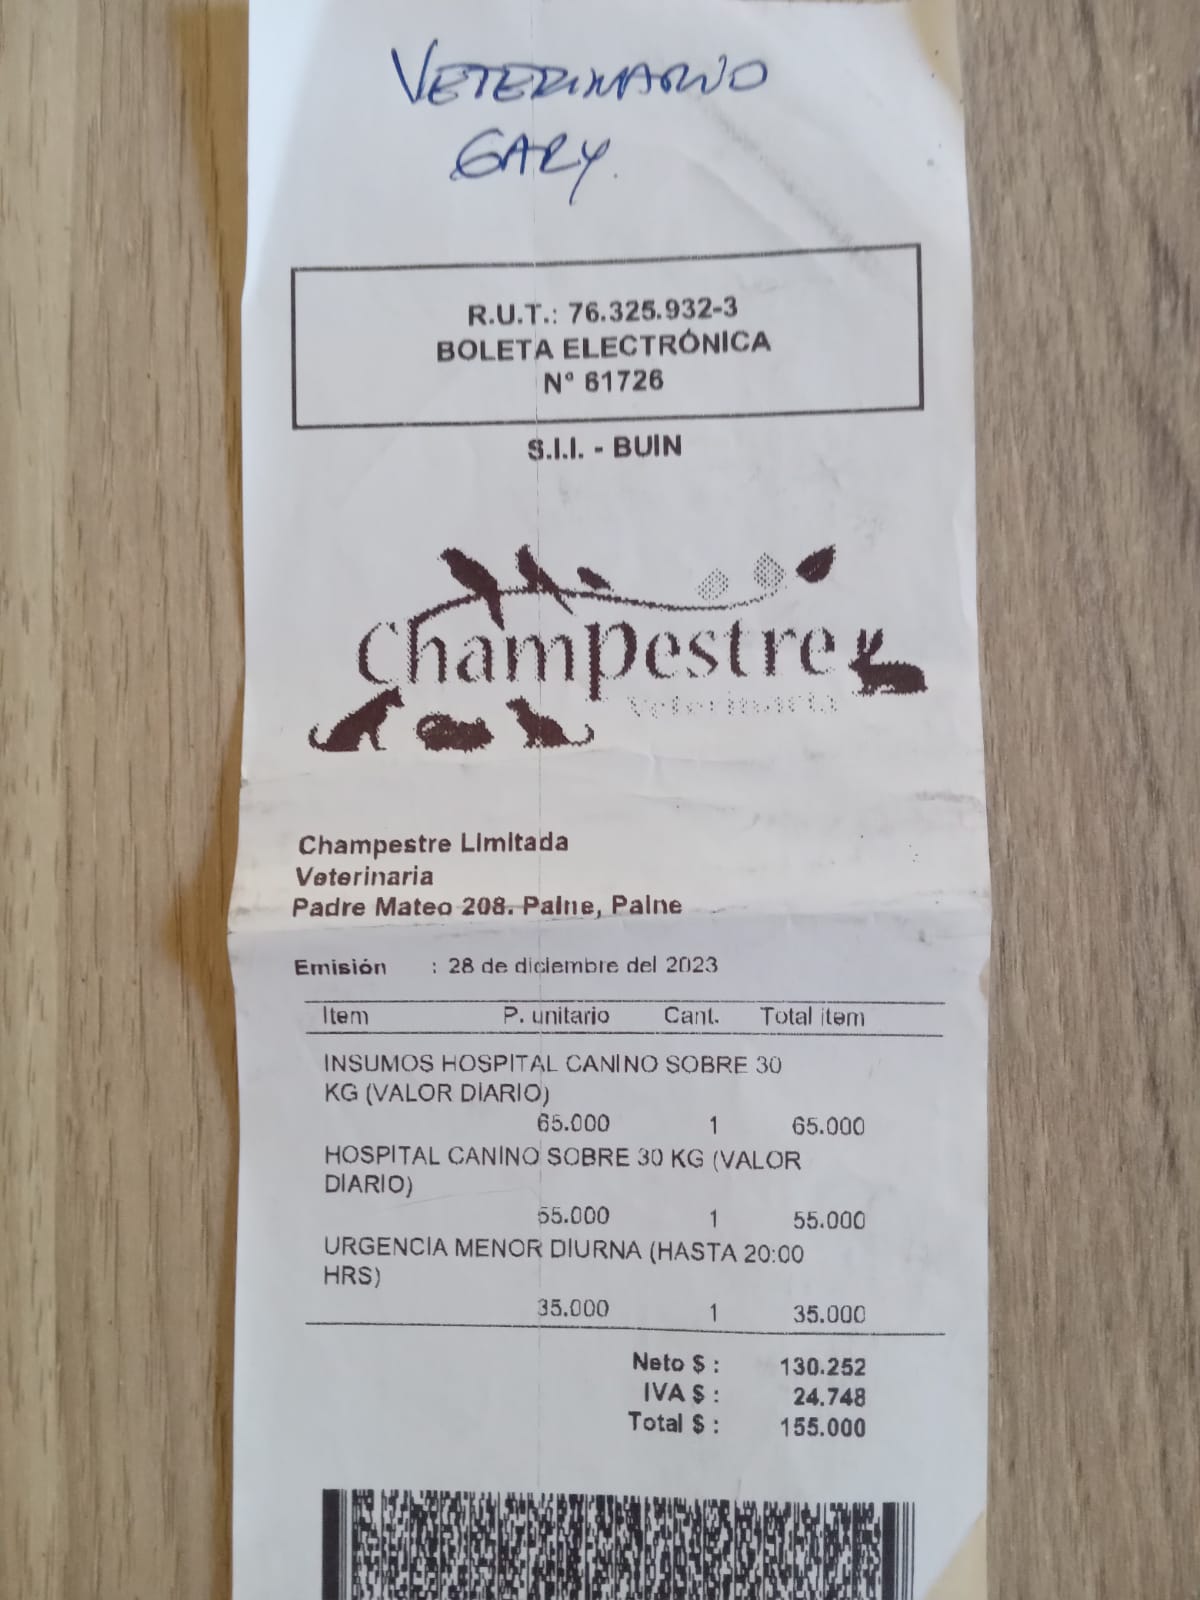 VETERINARIO
GARY.
R.U.T.: 76.325.932-3
BOLETA ELECTRÓNICA
N° 61726
S.I.I. - BUIN
Champestre
Veterinaria
Champestre Limitada
Veterinaria
Padre Mateo 208. Paine, Paine
Emisión : 28 de diciembre del 2023
Item P. unitario Cant. Total item
INSUMOS HOSPITAL CANINO SOBRE 30
KG (VALOR DIARIO)
65.000 1 65.000
HOSPITAL CANINO SOBRE 30 KG (VALOR
DIARIO)
55.000 1 55.000
URGENCIA MENOR DIURNA (HASTA 20:00
HRS)
35.000 1 35.000
Neto $ : 130.252
IVA $ : 24.748
Total $ : 155.000